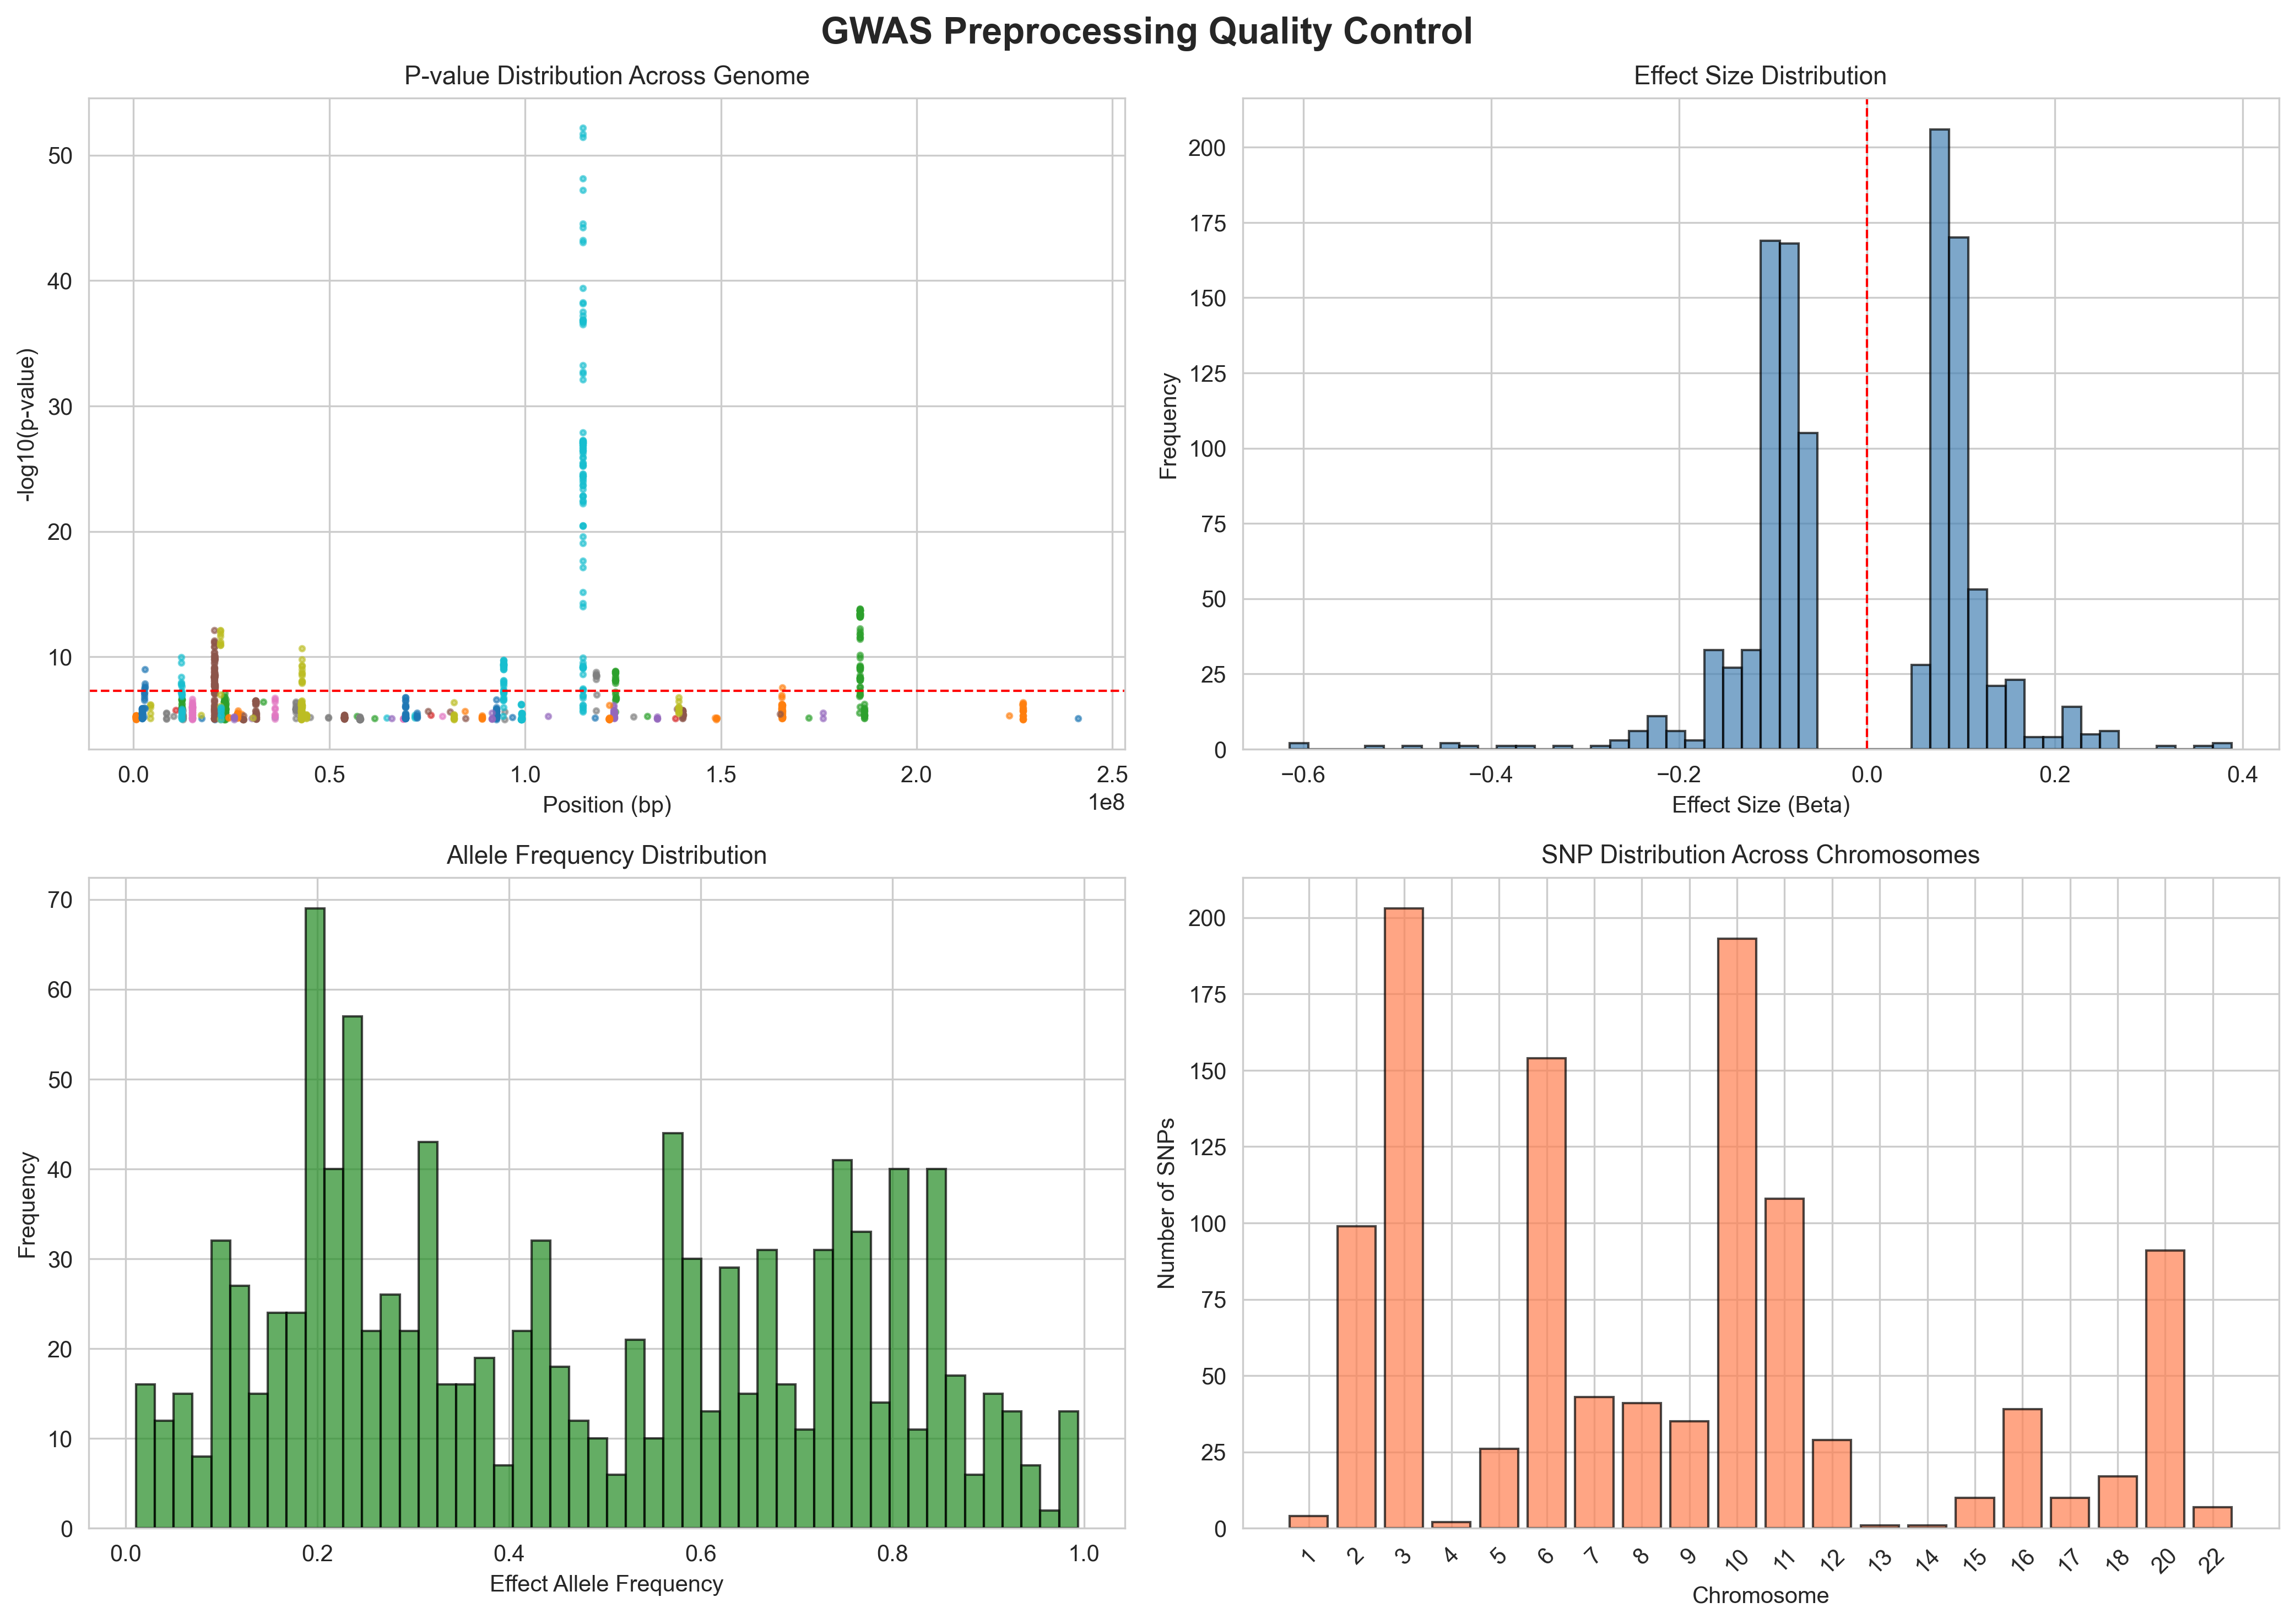 GWAS Preprocessing Quality Control
P-value Distribution Across Genome
-log10(p-value)
50
40
30
20
10
0.0 0.5 1.0 1.5 2.0 2.5
1e8
Position (bp)
Effect Size Distribution
Frequency
200
175
150
125
100
75
50
25
0
−0.6 −0.4 −0.2 0.0 0.2 0.4
Effect Size (Beta)
Allele Frequency Distribution
Frequency
70
60
50
40
30
20
10
0
0.0 0.2 0.4 0.6 0.8 1.0
Effect Allele Frequency
SNP Distribution Across Chromosomes
Number of SNPs
200
175
150
125
100
75
50
25
0
1 2 3 4 5 6 7 8 9 10 11 12 13 14 15 16 17 18 20 22
Chromosome